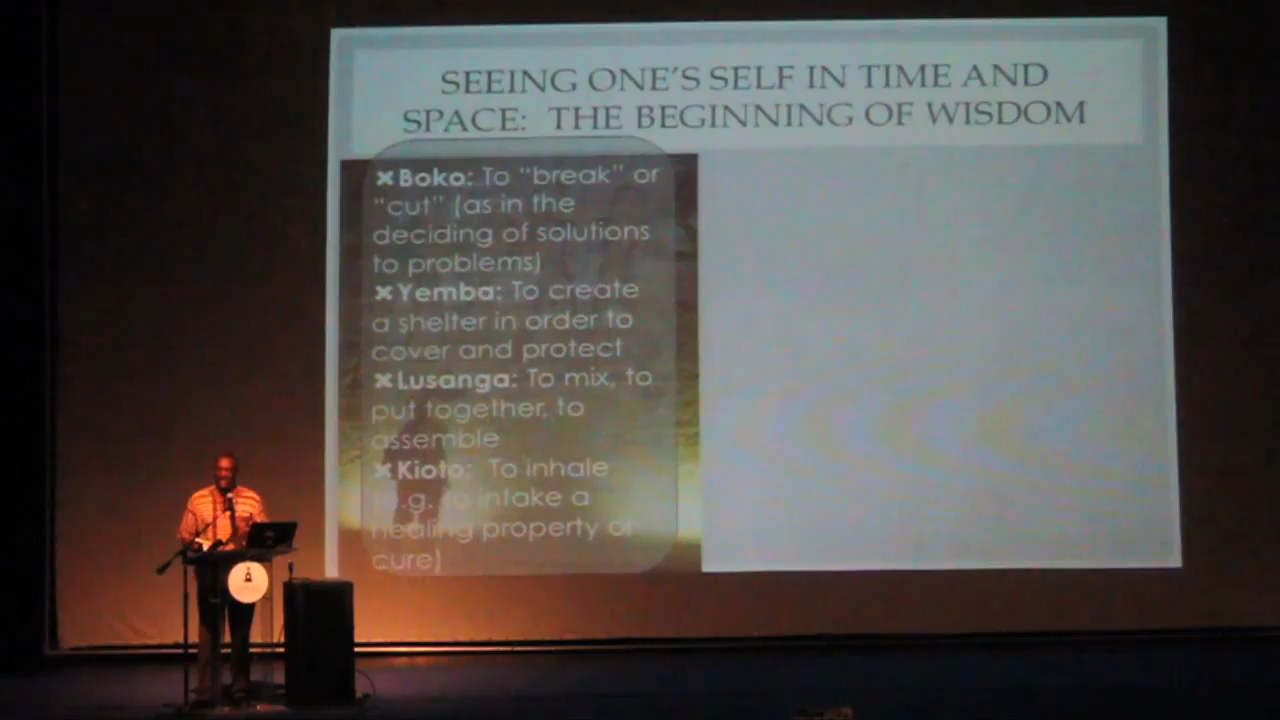 SEEING ONE'S SELF IN TIME AND
SPACE: THE BEGINNING OF WISDOM
✖Boko: To “break” or
“cut” (as in the
deciding of solutions
to problems)
✖Yemba: To create
a shelter in order to
cover and protect
✖Lusanga: To mix, to
put together, to
assemble
✖Kioto: To inhale
(e.g. to intake a
healing property or
cure)